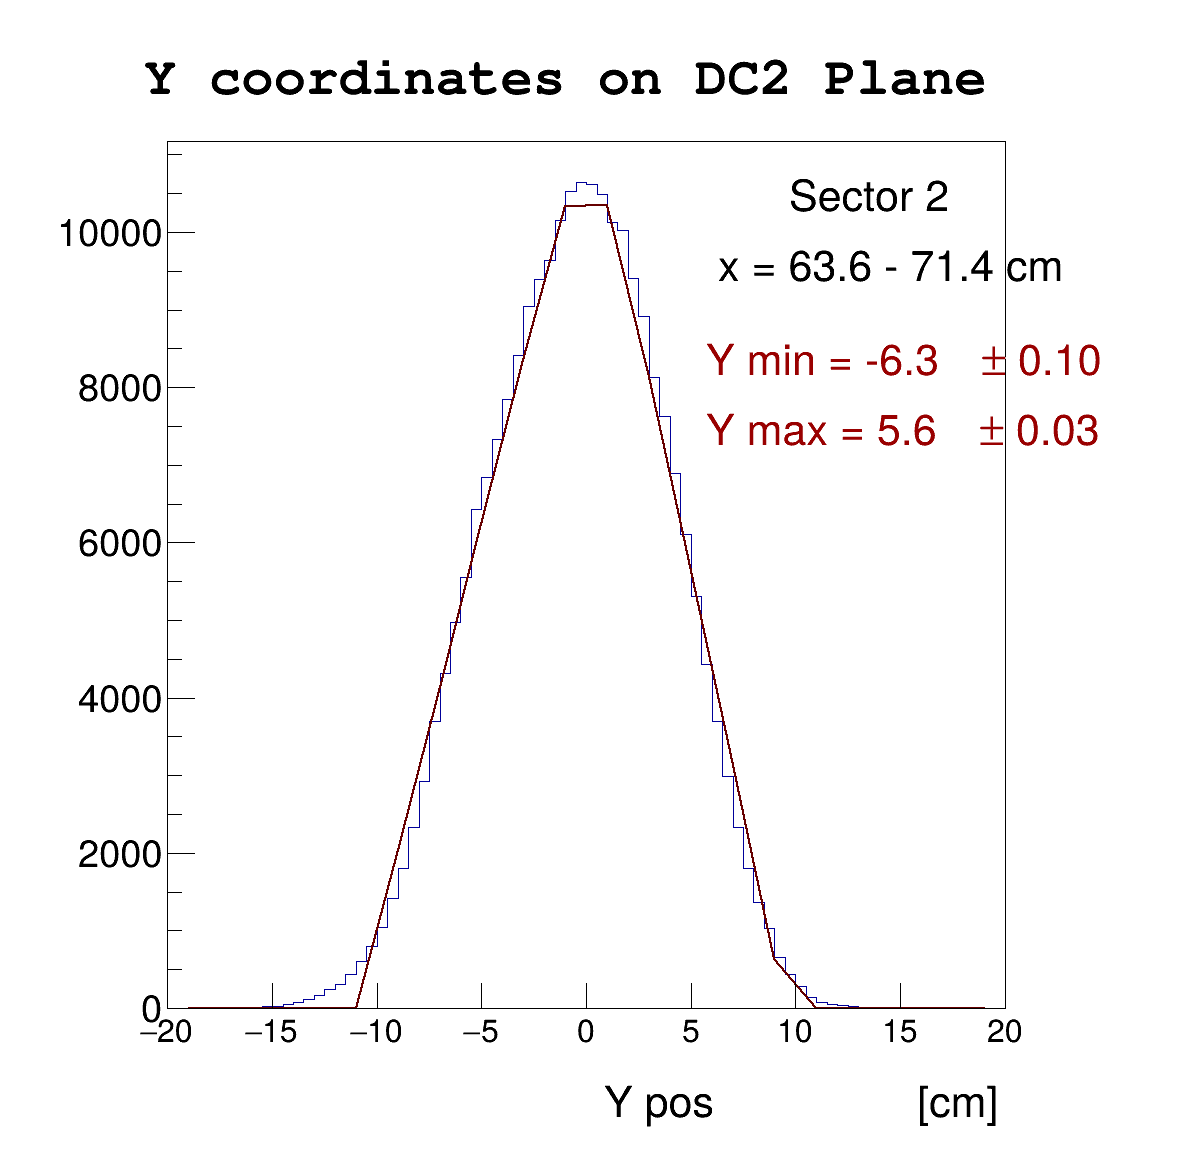 Y coordinates on DC2 Plane
Sector 2
x = 63.6 - 71.4 cm
Y min = -6.3 ± 0.10
Y max = 5.6 ± 0.03
10000
8000
6000
4000
2000
0
−20 −15 −10 −5 0 5 10 15 20
Y pos [cm]